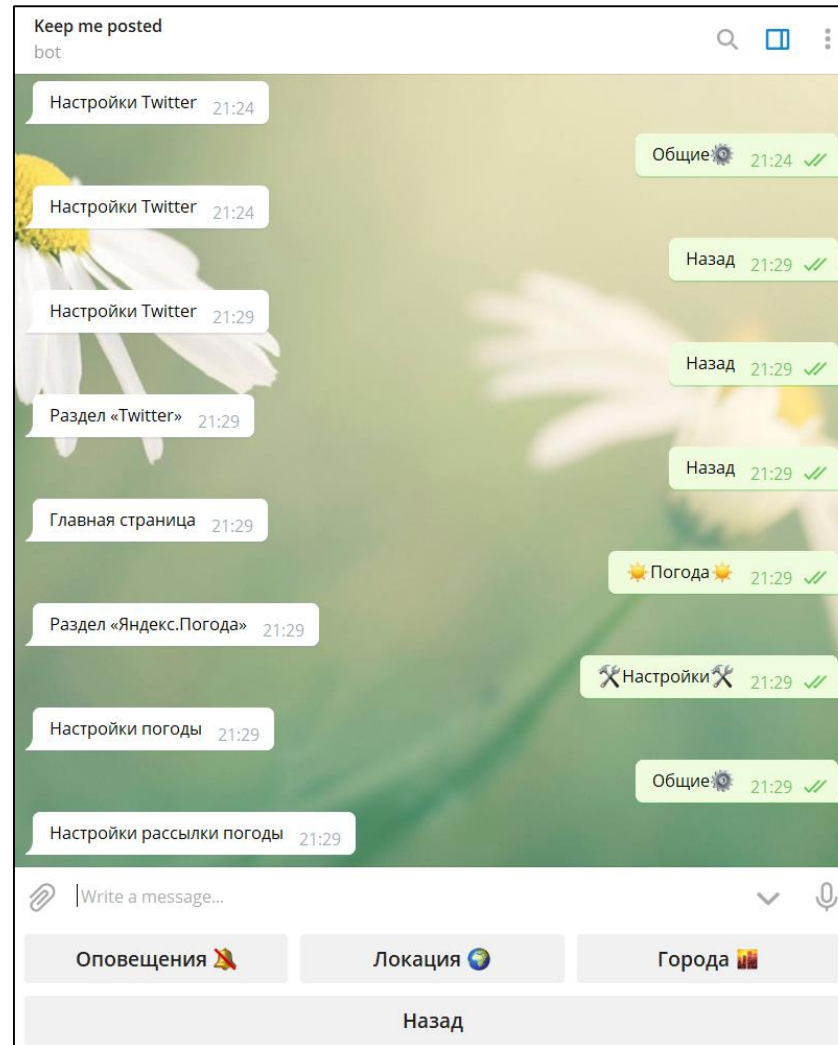 Keep me posted
bot
Настройки Twitter 21:24
Общие 21:24
Настройки Twitter 21:24
Назад 21:29
Настройки Twitter 21:29
Назад 21:29
Раздел «Twitter» 21:29
Назад 21:29
Главная страница 21:29
Погода 21:29
Раздел «Яндекс.Погода» 21:29
Настройки 21:29
Настройки погоды 21:29
Общие 21:29
Настройки рассылки погоды 21:29
Write a message...
Оповещения Локация Города
Назад